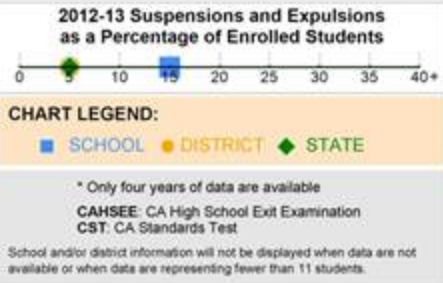 2012-13 Suspensions and Expulsions
as a Percentage of Enrolled Students
0 5 10 15 20 25 30 35 40+
CHART LEGEND:
SCHOOL DISTRICT STATE
* Only four years of data are available
CAHSEE: CA High School Exit Examination
CST: CA Standards Test
School and/or district information will not be displayed when data are not
available or when data are representing fewer than 11 students.